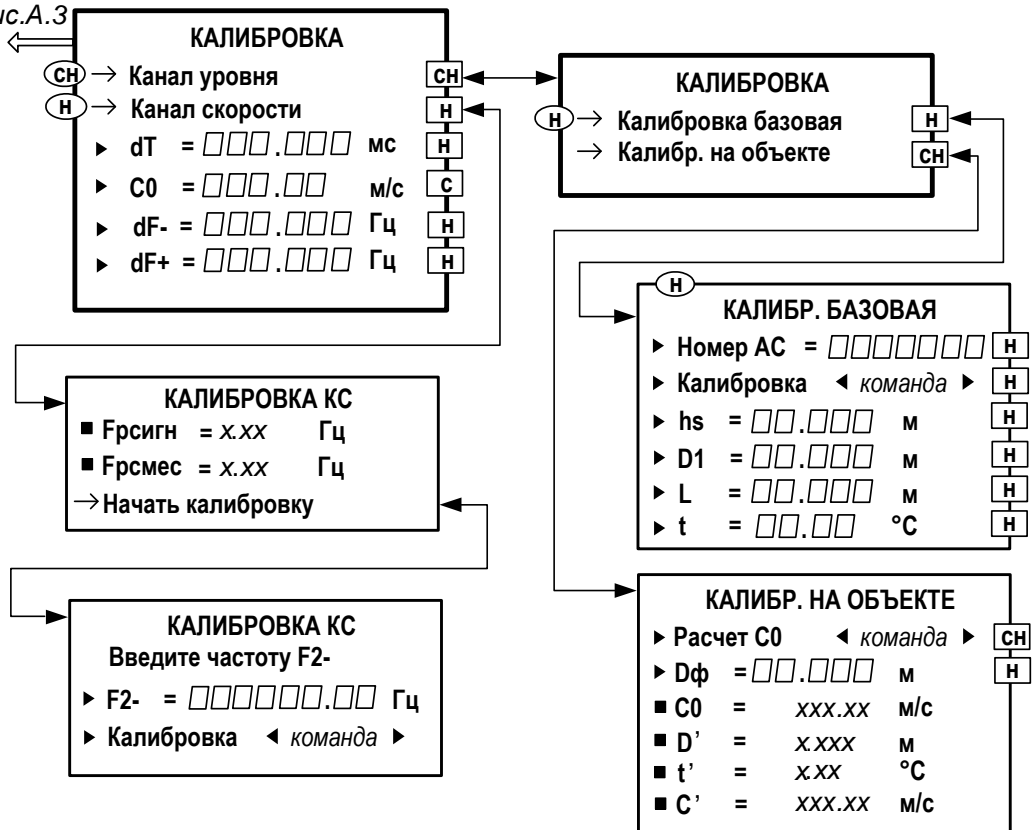 ис.А.3
КАЛИБРОВКА
СН → Канал уровня СН
Н → Канал скорости Н
▶ dT = □□□.□□□ мс Н
▶ C0 = □□□.□□ м/с С
▶ dF- = □□□.□□□ Гц Н
▶ dF+ = □□□.□□□ Гц Н
КАЛИБРОВКА
Н → Калибровка базовая Н
→ Калибр. на объекте СН
Н
КАЛИБР. БАЗОВАЯ
▶ Номер АС = □□□□□□□ Н
▶ Калибровка ◀ команда ▶ Н
▶ hs = □□.□□□ м Н
▶ D1 = □□.□□□ м Н
▶ L = □□.□□□ м Н
▶ t = □□.□□ °С Н
КАЛИБРОВКА КС
■ Fрсигн = x.xx Гц
■ Fрсмес = x.xx Гц
→ Начать калибровку
КАЛИБРОВКА КС
Введите частоту F2-
▶ F2- = □□□□□□.□□ Гц
▶ Калибровка ◀ команда ▶
КАЛИБР. НА ОБЪЕКТЕ
▶ Расчет С0 ◀ команда ▶ СН
▶ Dф = □□.□□□ м Н
■ C0 = xxx.xx м/с
■ D’ = x.xxx м
■ t’ = x.xx °С
■ C’ = xxx.xx м/с